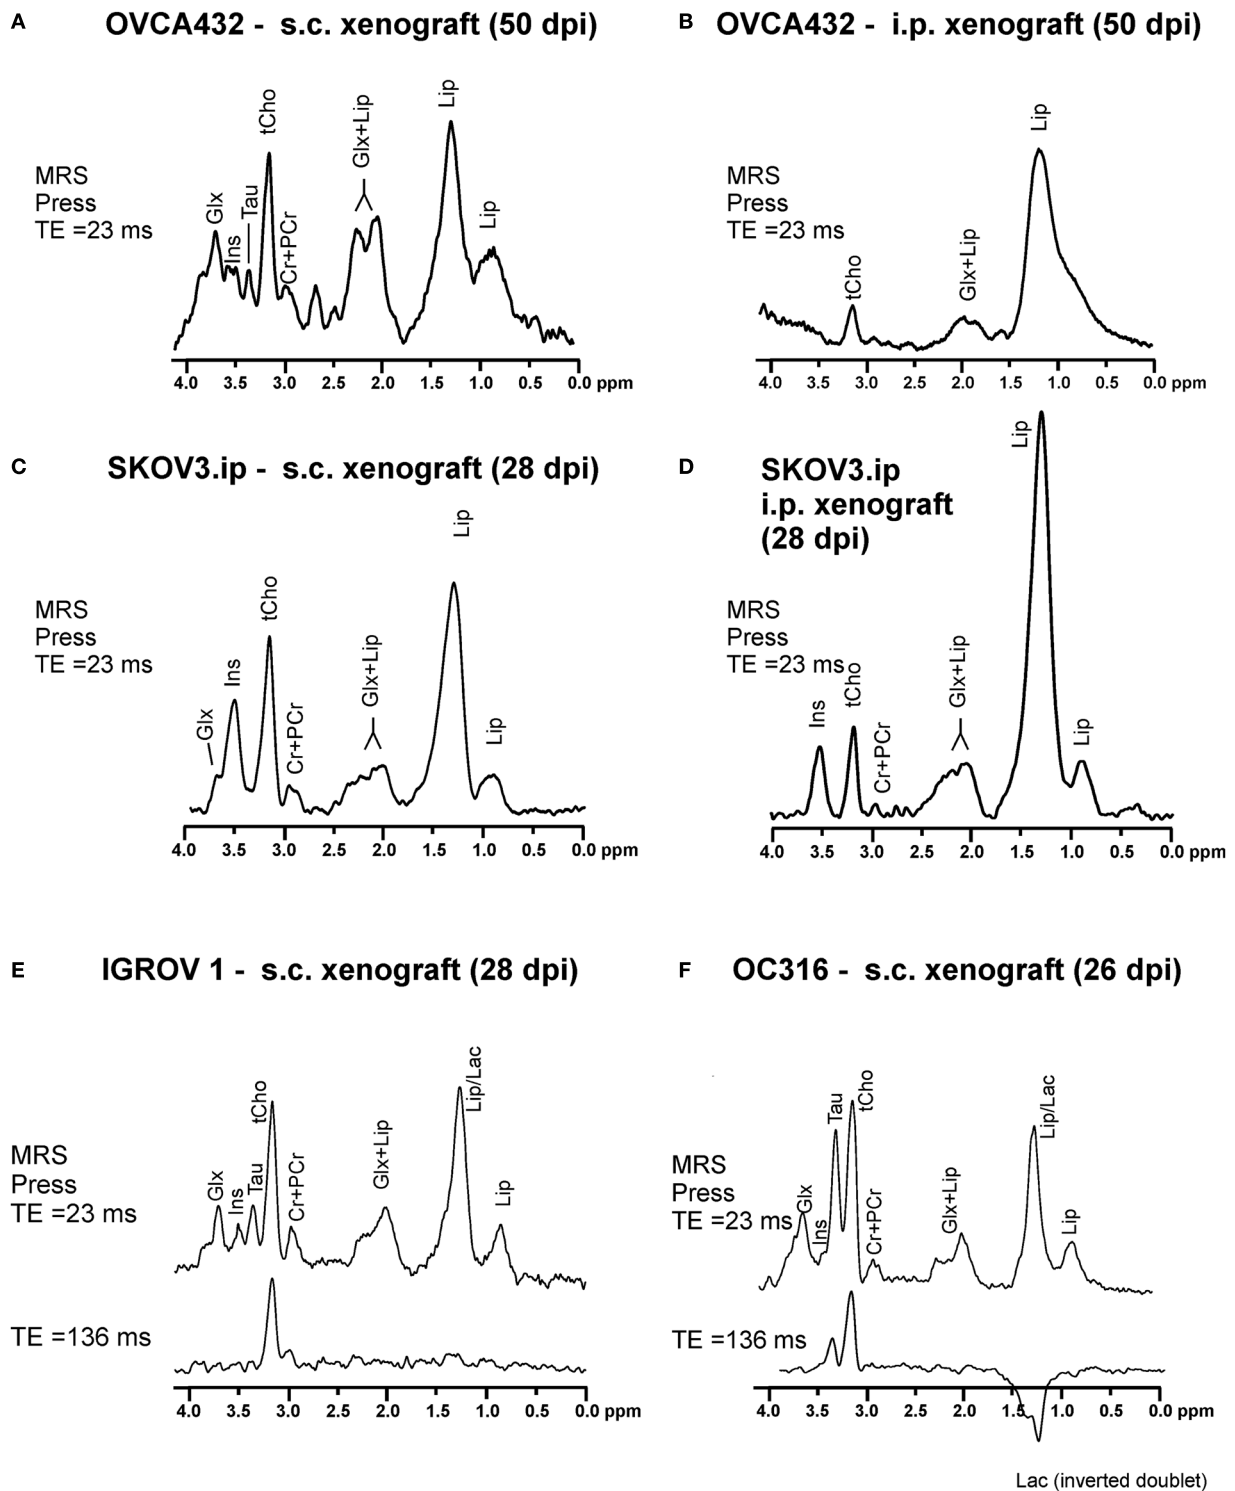 A
OVCA432 - s.c. xenograft (50 dpi)
MRS
Press
TE =23 ms
Glx
Ins
Tau
tCho
Cr+PCr
Glx+Lip
Lip
Lip
4.0 3.5 3.0 2.5 2.0 1.5 1.0 0.5 0.0 ppm
B
OVCA432 - i.p. xenograft (50 dpi)
MRS
Press
TE =23 ms
tCho
Glx+Lip
Lip
4.0 3.5 3.0 2.5 2.0 1.5 1.0 0.5 0.0 ppm
C
SKOV3.ip - s.c. xenograft (28 dpi)
MRS
Press
TE =23 ms
Glx
Ins
tCho
Cr+PCr
Glx+Lip
Lip
Lip
4.0 3.5 3.0 2.5 2.0 1.5 1.0 0.5 0.0 ppm
D
SKOV3.ip
i.p. xenograft
(28 dpi)
MRS
Press
TE =23 ms
Ins
tCho
Cr+PCr
Glx+Lip
Lip
Lip
4.0 3.5 3.0 2.5 2.0 1.5 1.0 0.5 0.0 ppm
E
IGROV 1 - s.c. xenograft (28 dpi)
MRS
Press
TE =23 ms
Glx
Ins
Tau
tCho
Cr+PCr
Glx+Lip
Lip/Lac
Lip
TE =136 ms
4.0 3.5 3.0 2.5 2.0 1.5 1.0 0.5 0.0 ppm
F
OC316 - s.c. xenograft (26 dpi)
MRS
Press
TE =23 ms
Glx
Ins
Tau
tCho
Cr+PCr
Glx+Lip
Lip/Lac
Lip
TE =136 ms
4.0 3.5 3.0 2.5 2.0 1.5 1.0 0.5 0.0 ppm
Lac (inverted doublet)